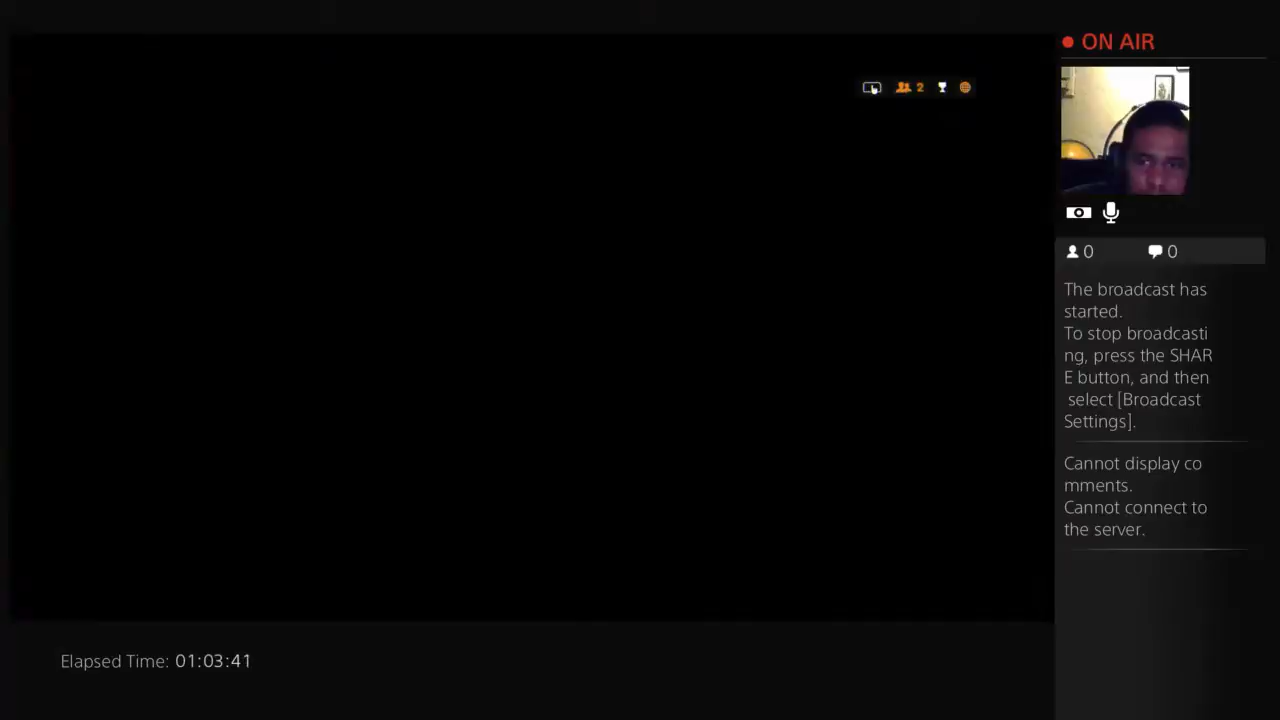 ON AIR
2
0 0
The broadcast has
started.
To stop broadcasti
ng, press the SHAR
E button, and then
select [Broadcast
Settings].
Cannot display co
mments.
Cannot connect to
the server.
Elapsed Time: 01:03:41